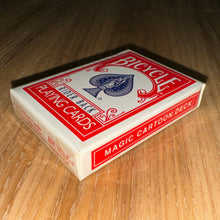 BICYCLE
RIDER BACK
PLAYING CARDS
MAGIC CARTOON DECK